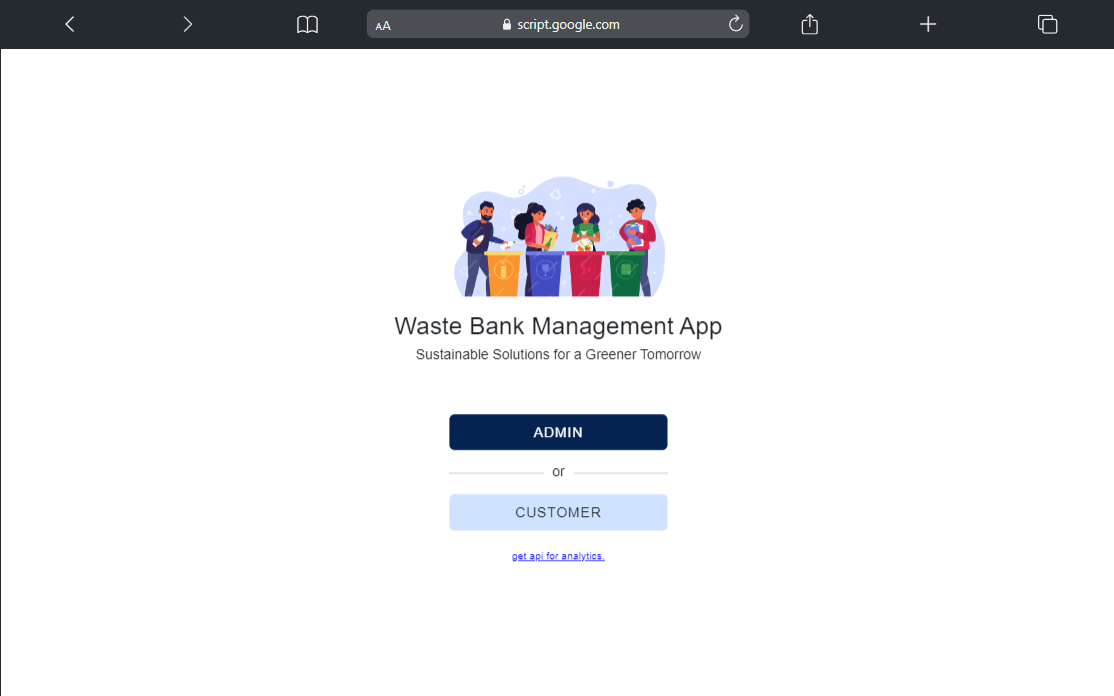 AA script.google.com
Waste Bank Management App
Sustainable Solutions for a Greener Tomorrow
ADMIN
or
CUSTOMER
get api for analytics.